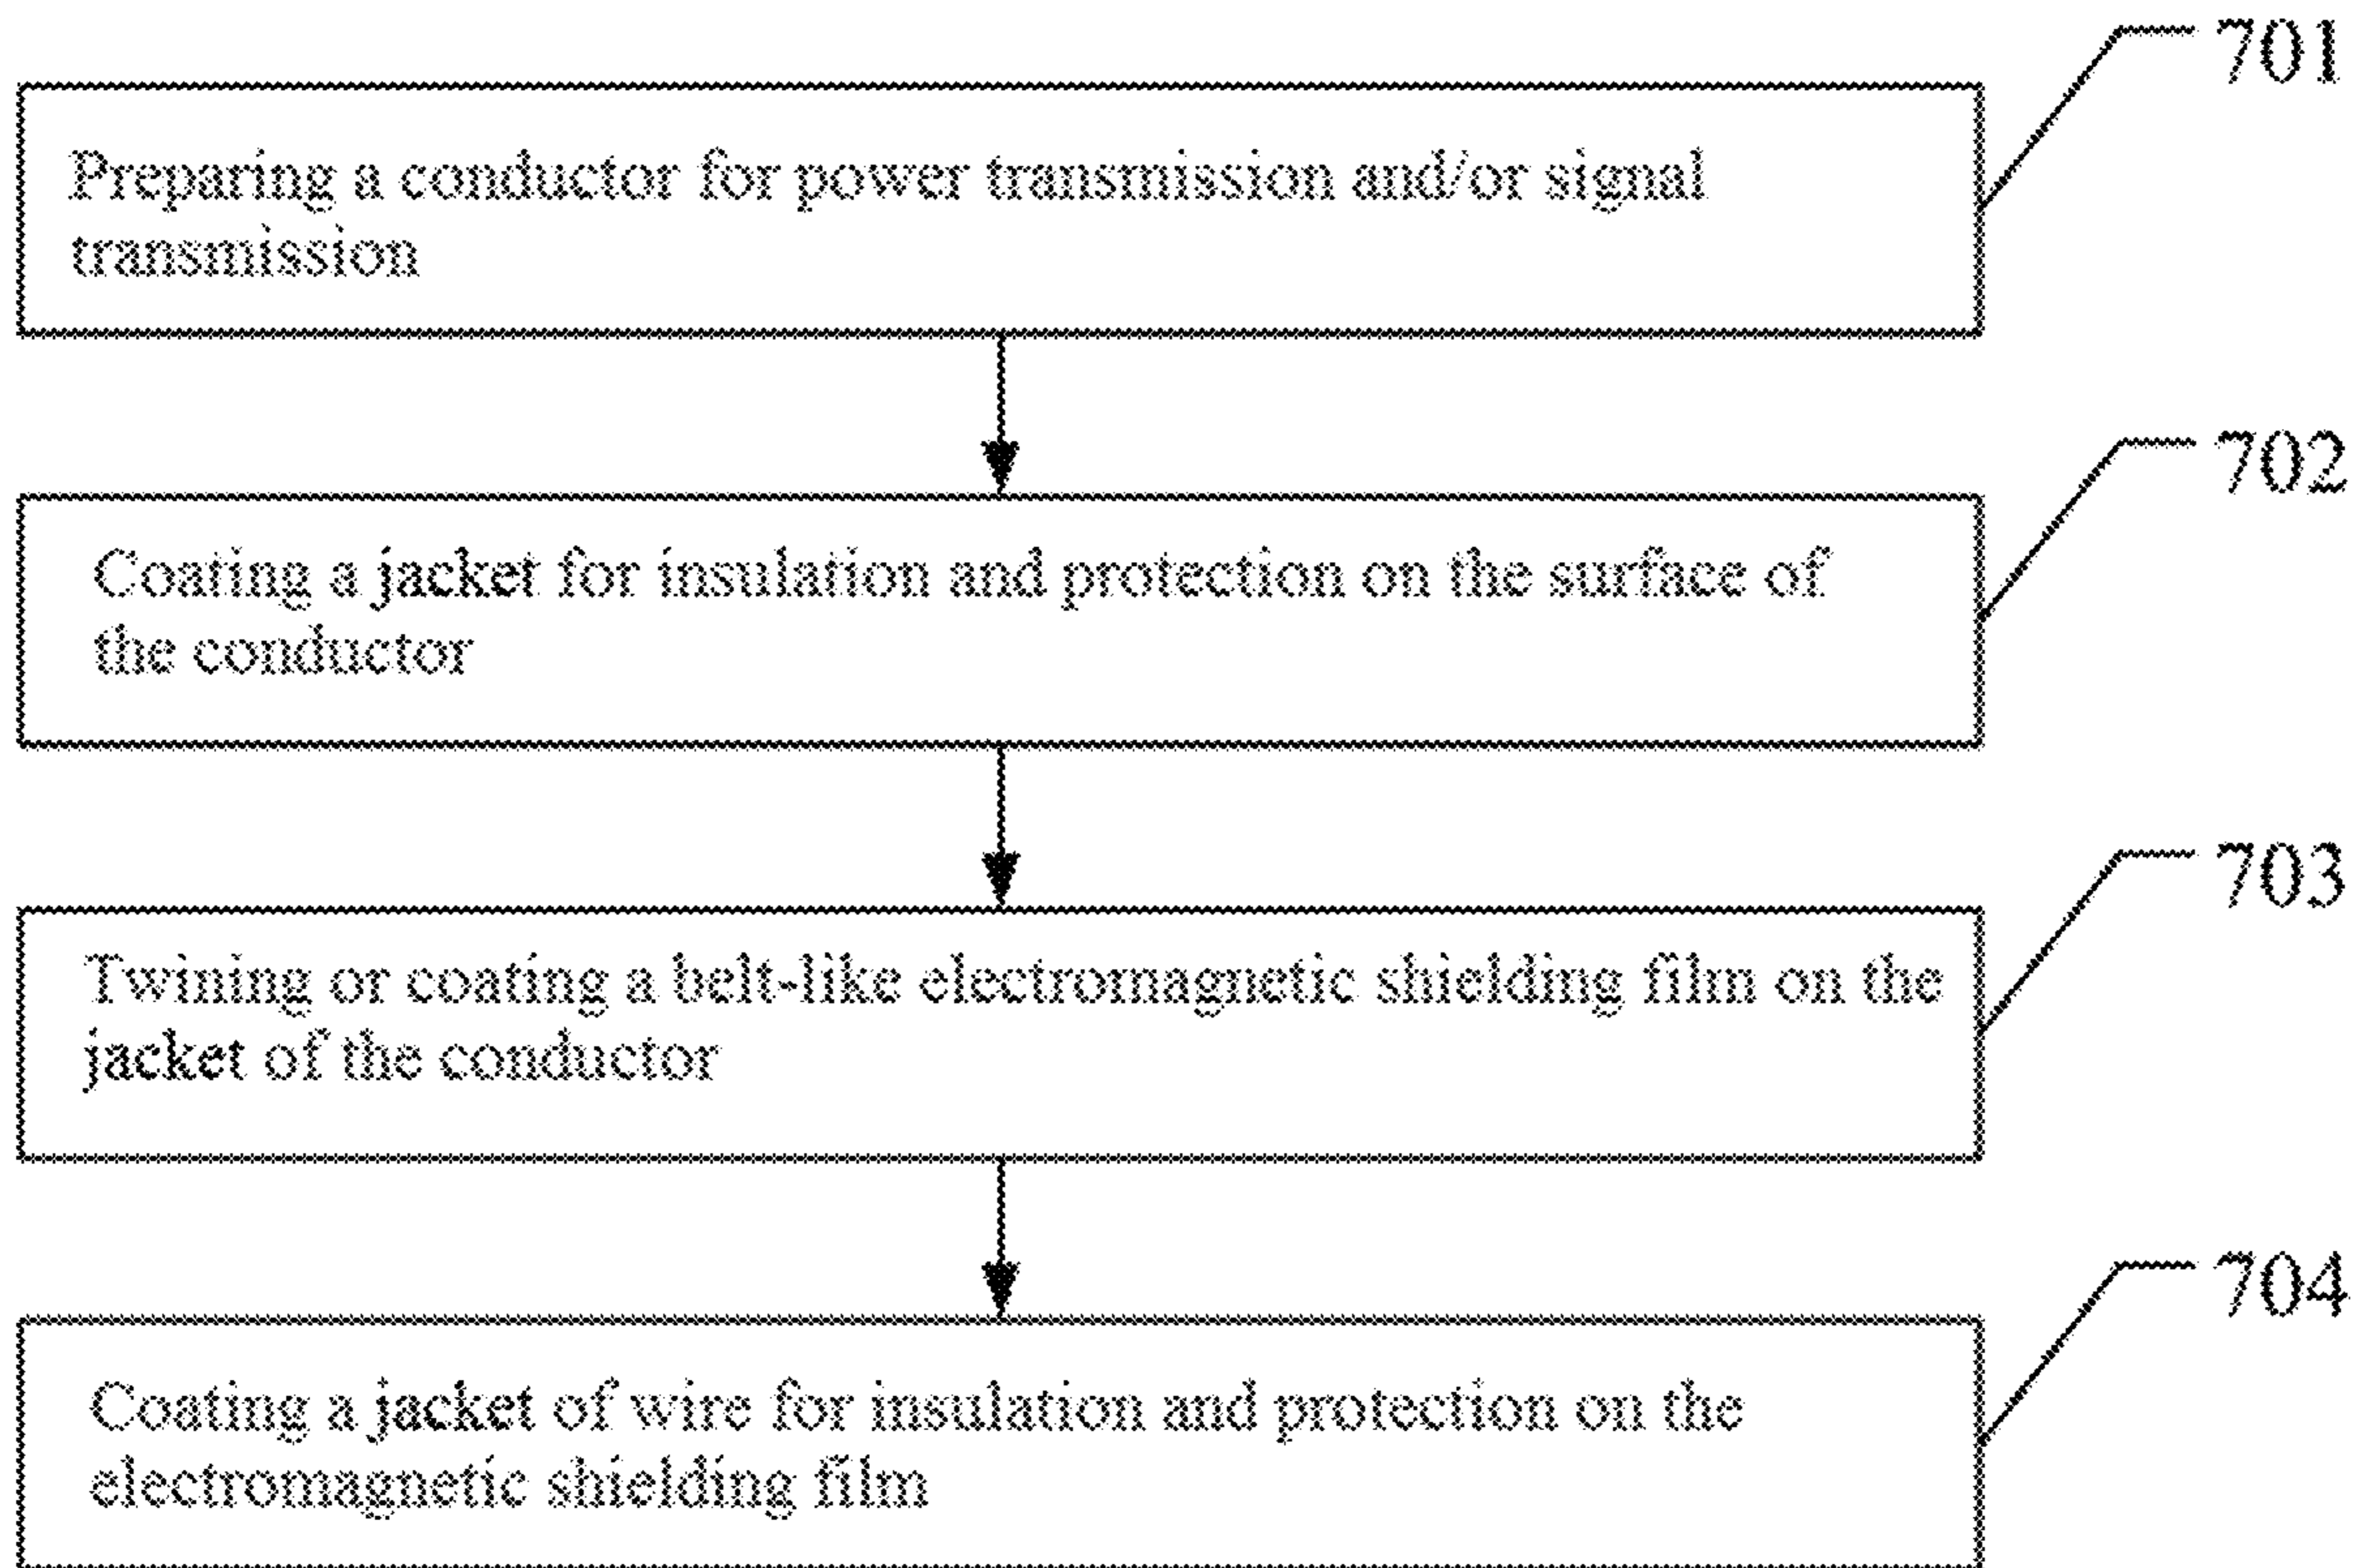 701
Preparing a conductor for power transmission and/or signal
transmission
702
Coating a jacket for insulation and protection on the surface of
the conductor
703
Twining or coating a belt-like electromagnetic shielding film on the
jacket of the conductor
704
Coating a jacket of wire for insulation and protection on the
electromagnetic shielding film